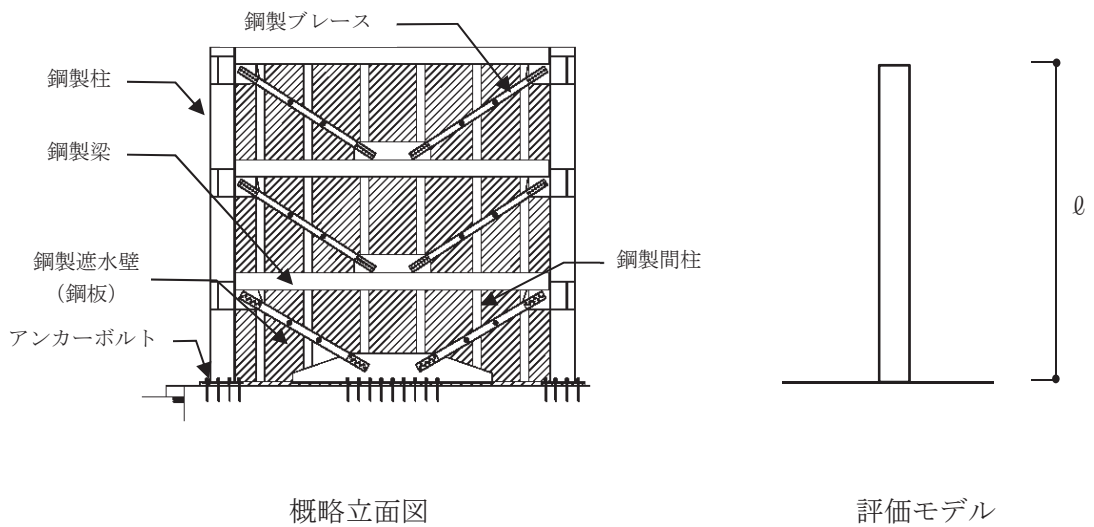 鋼製ブレース
鋼製柱
鋼製梁
鋼製遮水壁
（鋼板）
鋼製間柱
アンカーボルト
ℓ
概略立面図
評価モデル